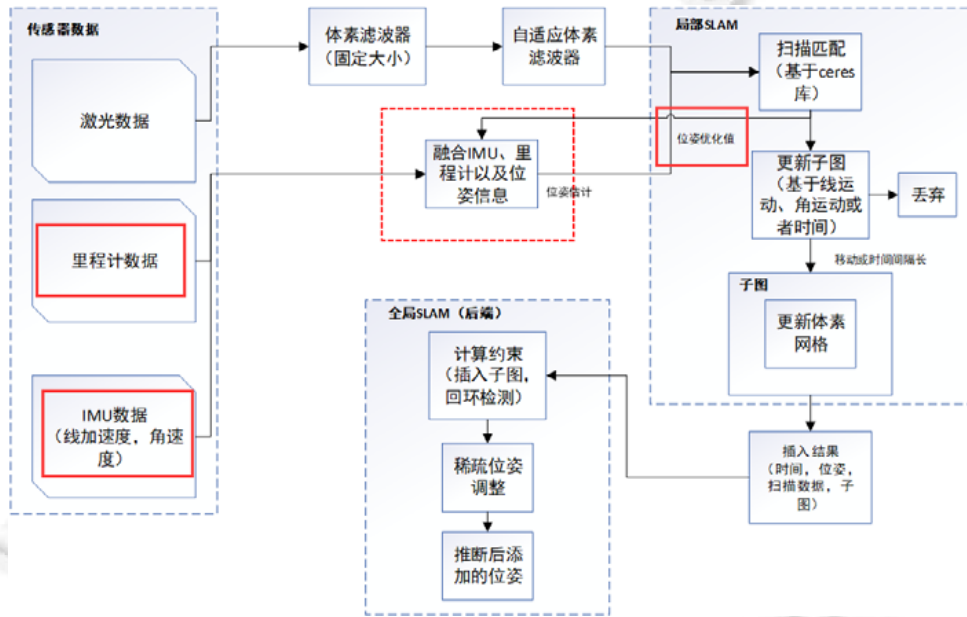 传感器数据
激光数据
里程计数据
IMU数据
（线加速度，角速
度）
体素滤波器
（固定大小）
自适应体素
滤波器
融合IMU、里
程计以及位
姿信息
位姿估计
局部SLAM
扫描匹配
（基于ceres
库）
位姿优化值
更新子图
（基于线运
动、角运动或
者时间）
丢弃
移动或时间间隔长
子图
更新体素
网格
插入结果
（时间，位姿，
扫描数据，子
图）
全局SLAM（后端）
计算约束
（插入子图，
回环检测）
稀疏位姿
调整
推断后添
加的位姿